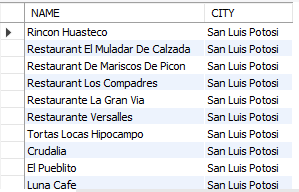 NAME CITY
Rincon Huasteco San Luis Potosi
Restaurant El Muladar De Calzada San Luis Potosi
Restaurant De Mariscos De Picon San Luis Potosi
Restaurant Los Compadres San Luis Potosi
Restaurante La Gran Via San Luis Potosi
Restaurante Versalles San Luis Potosi
Tortas Locas Hipocampo San Luis Potosi
Crudalia San Luis Potosi
El Pueblito San Luis Potosi
Luna Cafe San Luis Potosi